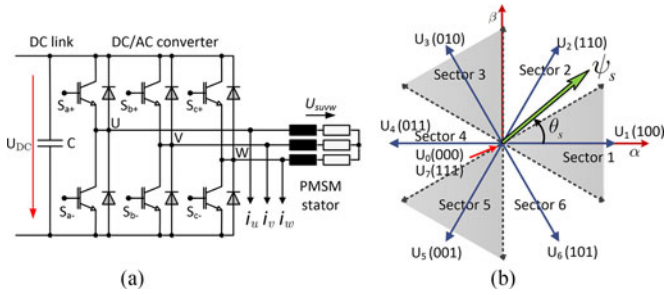 DC link
DC/AC converter
S_a+
S_b+
S_c+
U_suvw
U
V
W
U_DC
C
PMSM
stator
S_a-
S_b-
S_c-
i_u i_v i_w
(a)
β
U_3 (010)
U_2 (110)
Sector 3
Sector 2
ψ_s
θ_s
U_4 (011)
Sector 4
U_1 (100)
U_0(000)
Sector 1
α
U_7(111)
Sector 5
Sector 6
U_5 (001)
U_6 (101)
(b)